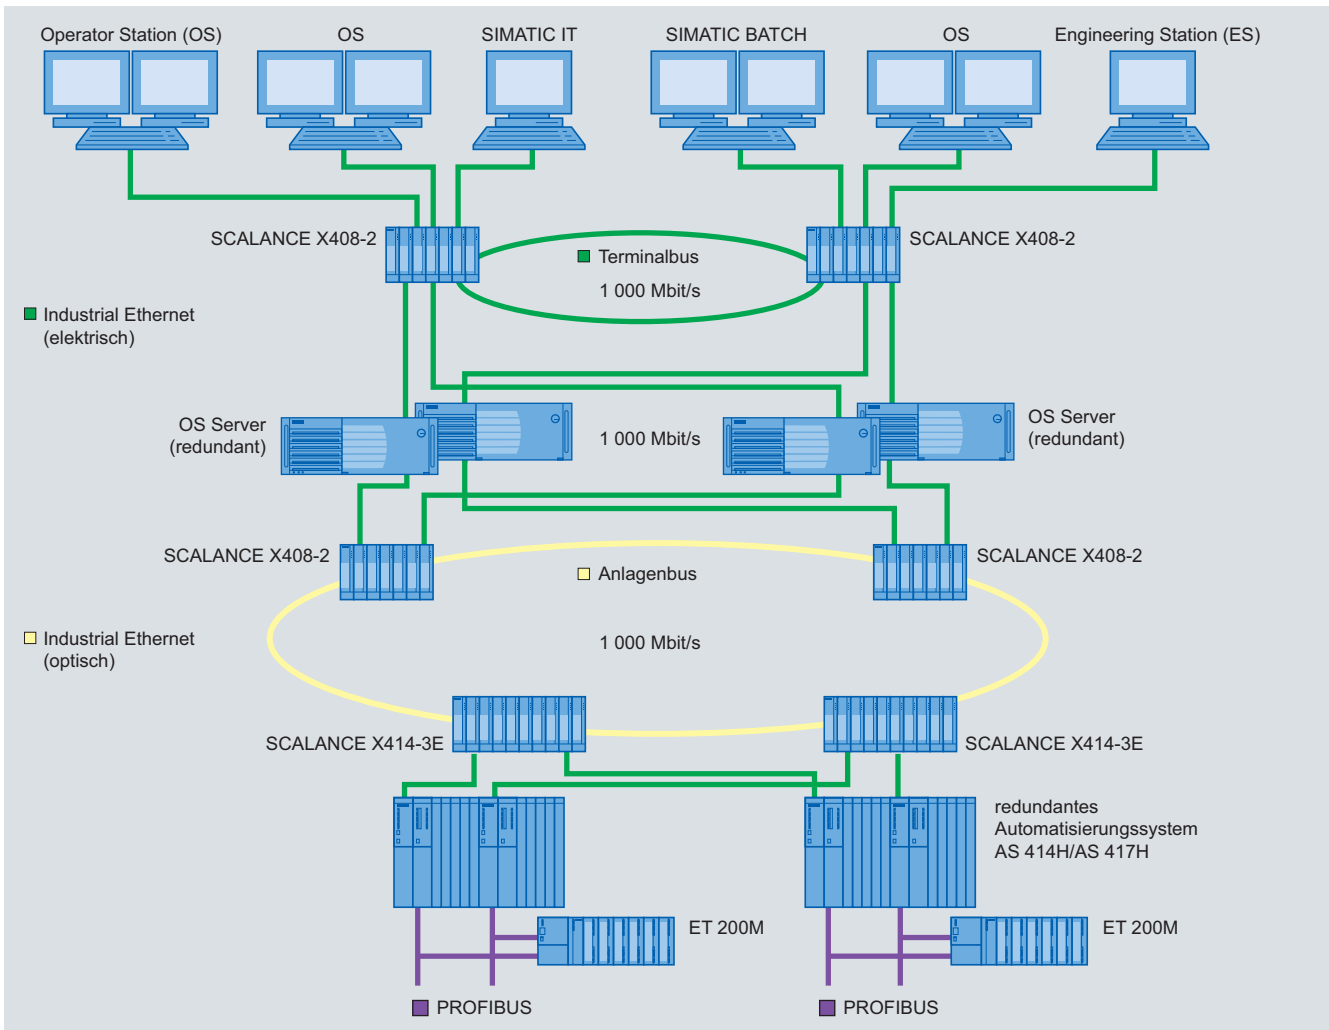 Operator Station (OS)
OS
SIMATIC IT
SIMATIC BATCH
OS
Engineering Station (ES)
SCALANCE X408-2
SCALANCE X408-2
Terminalbus
1 000 Mbit/s
Industrial Ethernet
(elektrisch)
OS Server
(redundant)
1 000 Mbit/s
OS Server
(redundant)
SCALANCE X408-2
SCALANCE X408-2
Anlagenbus
Industrial Ethernet
(optisch)
1 000 Mbit/s
SCALANCE X414-3E
SCALANCE X414-3E
redundantes
Automatisierungssystem
AS 414H/AS 417H
ET 200M
ET 200M
PROFIBUS
PROFIBUS